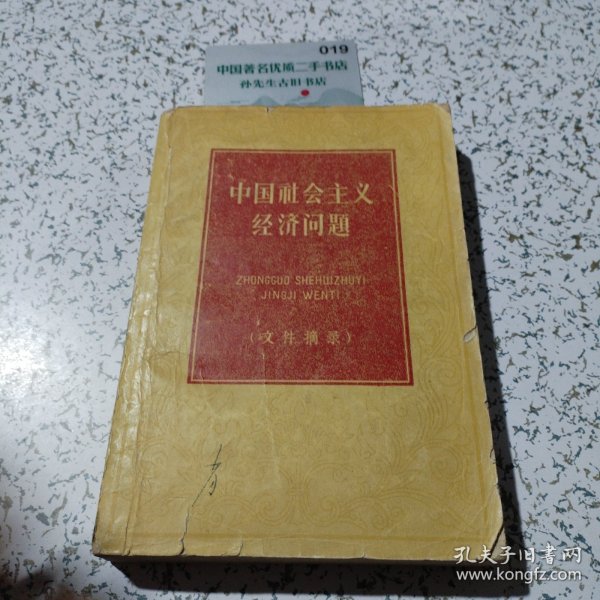 019
中国著名优质二手书店
孙先生古旧书店
中国社会主义
经济问題
ZHONGGUO SHEHUIZHUYI
JINGJI WENTI
(文件摘录)
孔夫子旧书网
www.kongfz.com